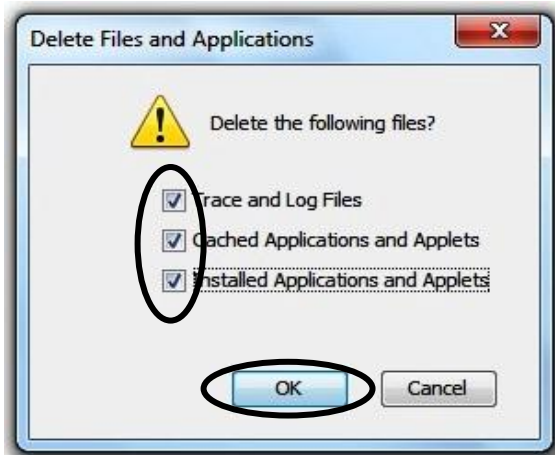 Delete Files and Applications
Delete the following files?
Trace and Log Files
Cached Applications and Applets
Installed Applications and Applets
OK Cancel